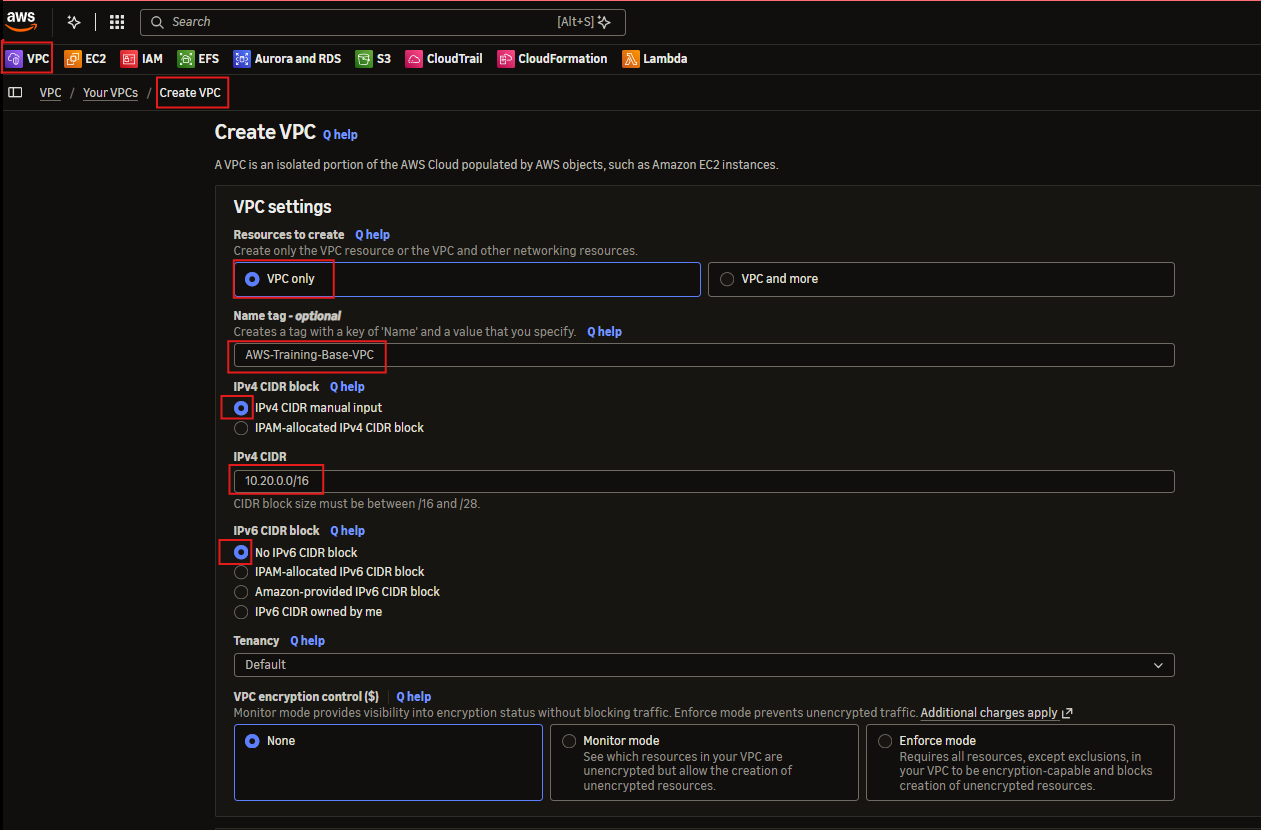 aws
Search [Alt+S]
VPC EC2 IAM EFS Aurora and RDS S3 CloudTrail CloudFormation Lambda
VPC / Your VPCs / Create VPC
Create VPC Q help
A VPC is an isolated portion of the AWS Cloud populated by AWS objects, such as Amazon EC2 instances.
VPC settings
Resources to create Q help
Create only the VPC resource or the VPC and other networking resources.
VPC only VPC and more
Name tag - optional
Creates a tag with a key of 'Name' and a value that you specify. Q help
AWS-Training-Base-VPC
IPv4 CIDR block Q help
IPv4 CIDR manual input
IPAM-allocated IPv4 CIDR block
IPv4 CIDR
10.20.0.0/16
CIDR block size must be between /16 and /28.
IPv6 CIDR block Q help
No IPv6 CIDR block
IPAM-allocated IPv6 CIDR block
Amazon-provided IPv6 CIDR block
IPv6 CIDR owned by me
Tenancy Q help
Default
VPC encryption control ($) Q help
Monitor mode provides visibility into encryption status without blocking traffic. Enforce mode prevents unencrypted traffic. Additional charges apply
None
Monitor mode
See which resources in your VPC are
unencrypted but allow the creation of
unencrypted resources.
Enforce mode
Requires all resources, except exclusions, in
your VPC to be encryption-capable and blocks
creation of unencrypted resources.